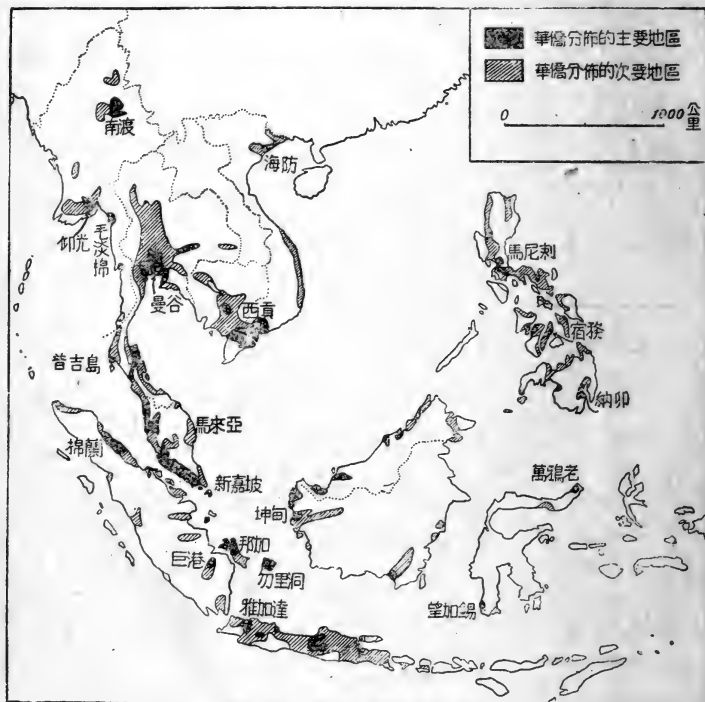 華僑分佈的主要地區
華僑分佈的次要地區
0 1000公里
南渡
海防
仰光
毛淡棉
馬尼剌
曼谷
西貢
宿務
普吉島
納卯
馬來亞
棉蘭
新嘉坡
萬鴉老
坤甸
邦加
巨港
勿里洞
雅加達
望加錫